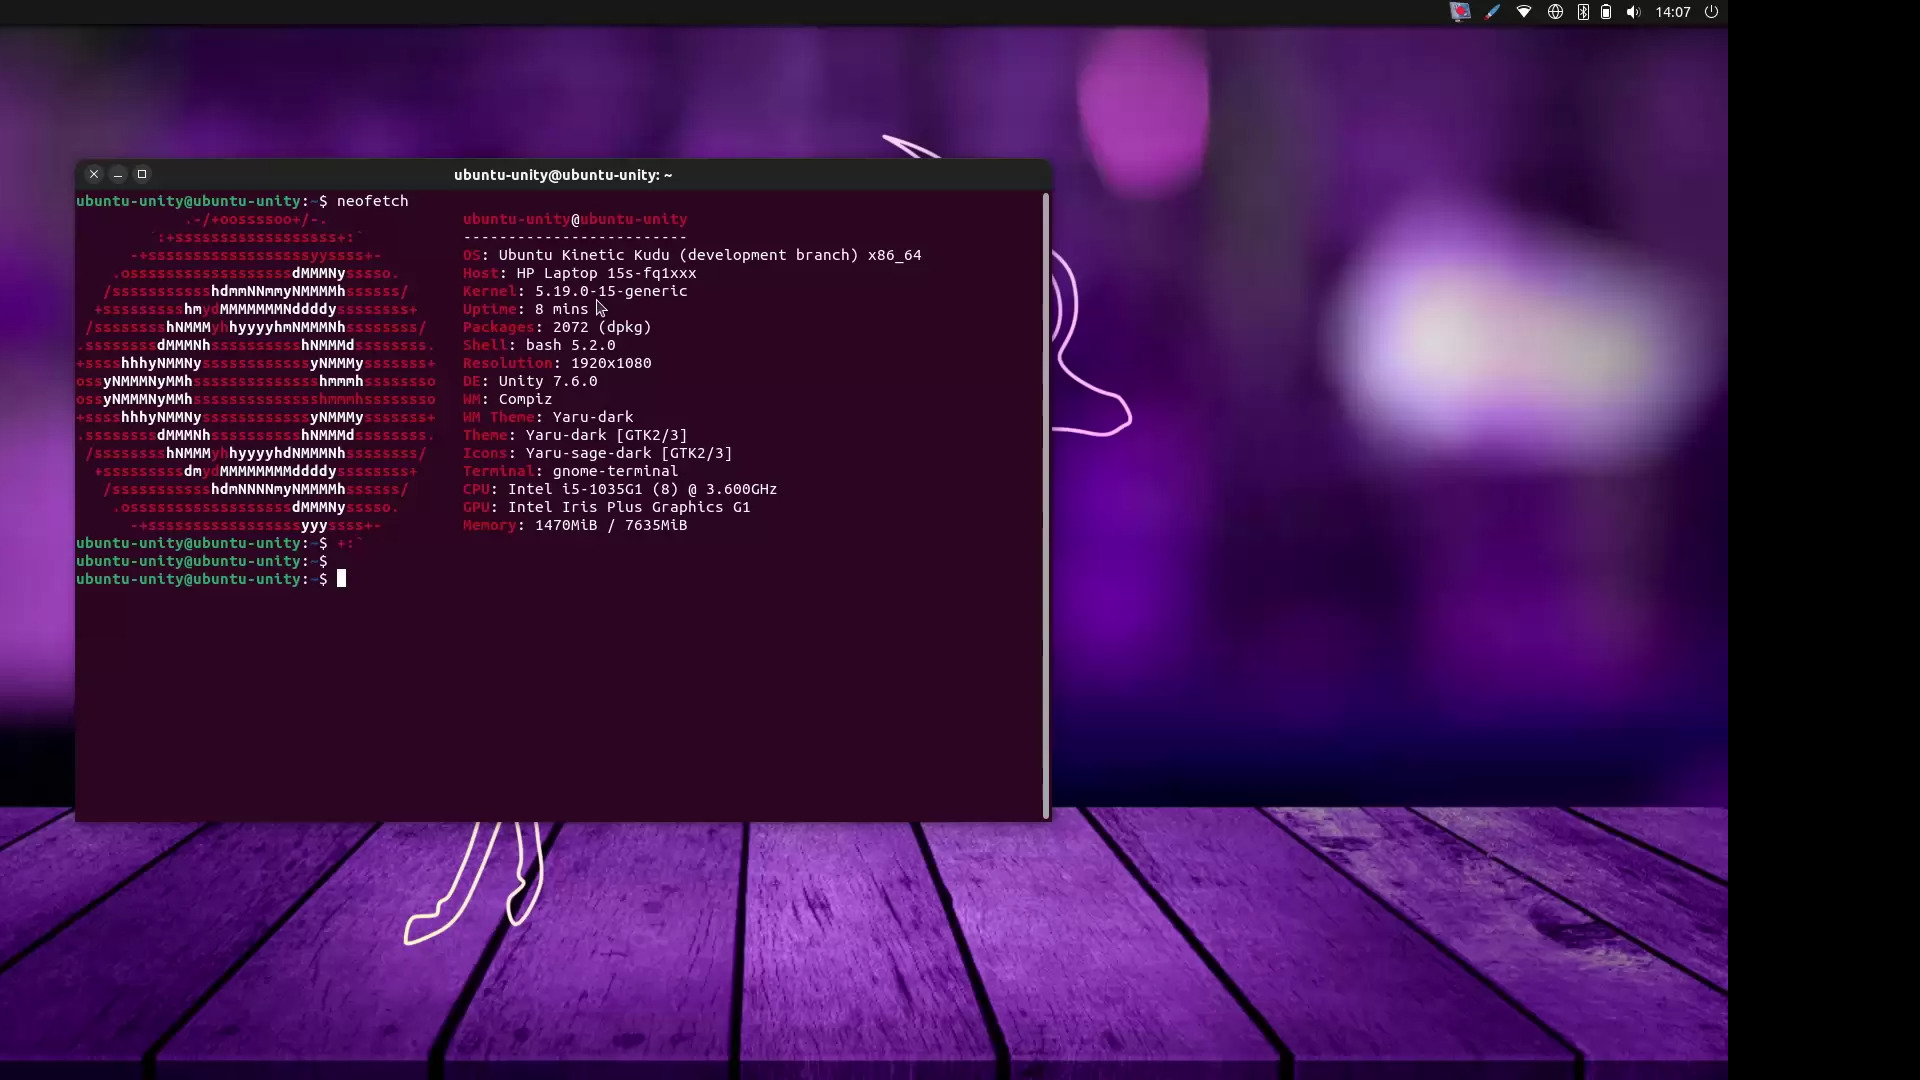 14:07
ubuntu-unity@ubuntu-unity: ~
ubuntu-unity@ubuntu-unity:~$ neofetch
.-/+oossssoo+/-. ubuntu-unity@ubuntu-unity
`:+ssssssssssssssssss+:` -------------------------
-+ssssssssssssssssssyyssss+- OS: Ubuntu Kinetic Kudu (development branch) x86_64
.ossssssssssssssssssdMMMNysssso. Host: HP Laptop 15s-fq1xxx
/ssssssssssshdmmNNmmyNMMMMhssssss/ Kernel: 5.19.0-15-generic
+ssssssssshmydMMMMMMMNddddyssssssss+ Uptime: 8 mins
/sssssssshNMMMyhhyyyyhmNMMMNhssssssss/ Packages: 2072 (dpkg)
.ssssssssdMMMNhsssssssssshNMMMdssssssss. Shell: bash 5.2.0
+sssshhhyNMMNyssssssssssssyNMMMysssssss+ Resolution: 1920x1080
ossyNMMMNyMMhsssssssssssssshmmmhssssssso DE: Unity 7.6.0
ossyNMMMNyMMhsssssssssssssshmmmhssssssso WM: Compiz
+sssshhhyNMMNyssssssssssssyNMMMysssssss+ WM Theme: Yaru-dark
.ssssssssdMMMNhsssssssssshNMMMdssssssss. Theme: Yaru-dark [GTK2/3]
/sssssssshNMMMyhhyyyyhdNMMMNhssssssss/ Icons: Yaru-sage-dark [GTK2/3]
+sssssssssdmydMMMMMMMMddddyssssssss+ Terminal: gnome-terminal
/ssssssssssshdmNNNNmyNMMMMhssssss/ CPU: Intel i5-1035G1 (8) @ 3.600GHz
.ossssssssssssssssssdMMMNysssso. GPU: Intel Iris Plus Graphics G1
-+sssssssssssssssssyyyssss+- Memory: 1470MiB / 7635MiB
ubuntu-unity@ubuntu-unity:~$ +:`
ubuntu-unity@ubuntu-unity:~$
ubuntu-unity@ubuntu-unity:~$